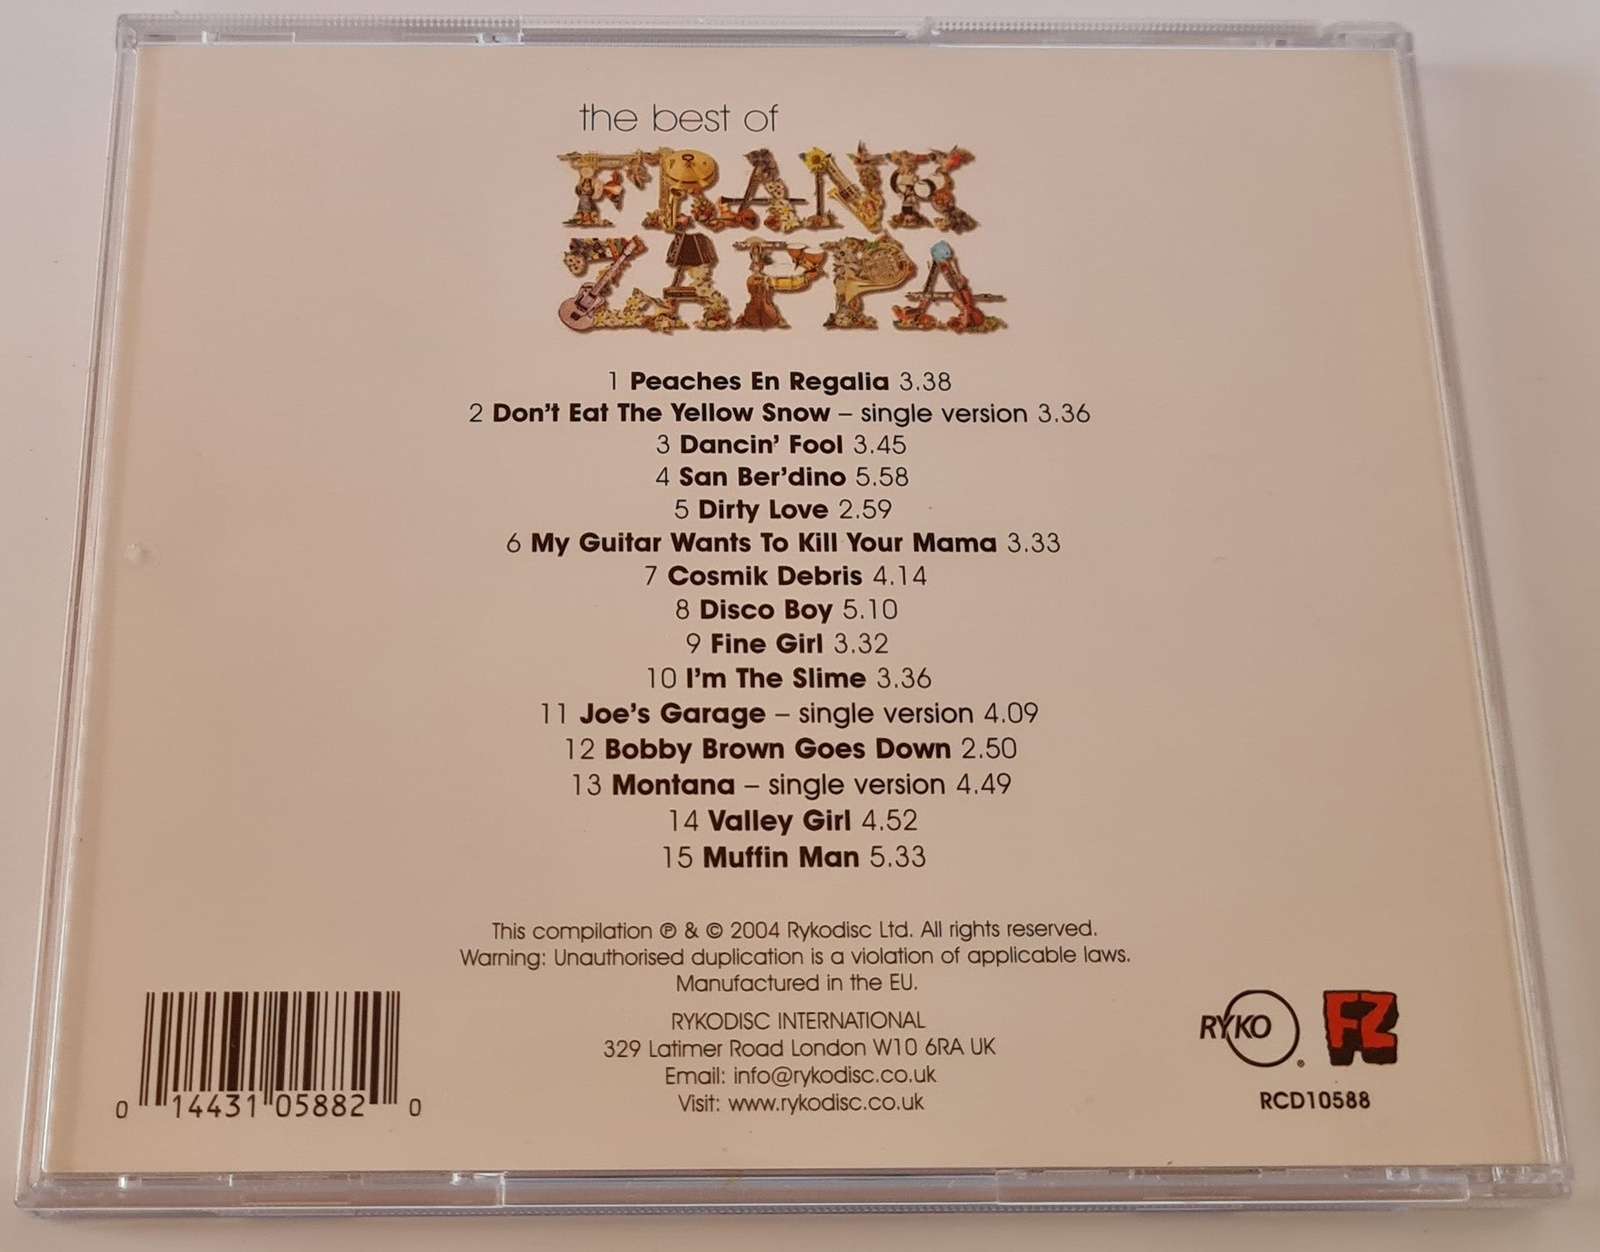 the best of
FRANK
ZAPPA
1 Peaches En Regalia 3.38
2 Don't Eat The Yellow Snow – single version 3.36
3 Dancin' Fool 3.45
4 San Ber'dino 5.58
5 Dirty Love 2.59
6 My Guitar Wants To Kill Your Mama 3.33
7 Cosmik Debris 4.14
8 Disco Boy 5.10
9 Fine Girl 3.32
10 I'm The Slime 3.36
11 Joe's Garage – single version 4.09
12 Bobby Brown Goes Down 2.50
13 Montana – single version 4.49
14 Valley Girl 4.52
15 Muffin Man 5.33
This compilation ℗ & © 2004 Rykodisc Ltd. All rights reserved.
Warning: Unauthorised duplication is a violation of applicable laws.
Manufactured in the EU.
RYKODISC INTERNATIONAL
329 Latimer Road London W10 6RA UK
Email: info@rykodisc.co.uk
Visit: www.rykodisc.co.uk
0 14431 05882 0
RYKO ®
FZ
RCD10588